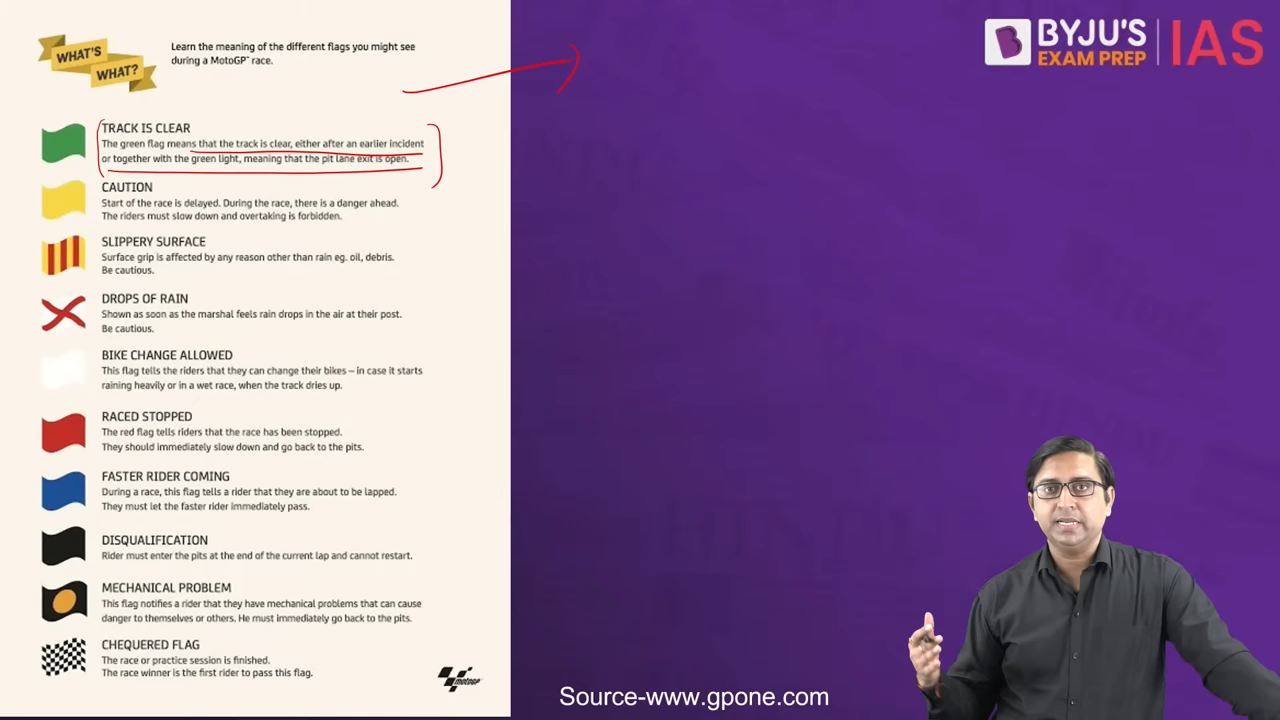 WHAT'S
WHAT?
Learn the meaning of the different flags you might see
during a MotoGP™ race.
BYJU'S
EXAM PREP
IAS
TRACK IS CLEAR
The green flag means that the track is clear, either after an earlier incident
or together with the green light, meaning that the pit lane exit is open.
CAUTION
Start of the race is delayed. During the race, there is a danger ahead.
The riders must slow down and overtaking is forbidden.
SLIPPERY SURFACE
Surface grip is affected by any reason other than rain eg. oil, debris.
Be cautious.
DROPS OF RAIN
Shown as soon as the marshal feels rain drops in the air at their post.
Be cautious.
BIKE CHANGE ALLOWED
This flag tells the riders that they can change their bikes – in case it starts
raining heavily or in a wet race, when the track dries up.
RACED STOPPED
The red flag tells riders that the race has been stopped.
They should immediately slow down and go back to the pits.
FASTER RIDER COMING
During a race, this flag tells a rider that they are about to be lapped.
They must let the faster rider immediately pass.
DISQUALIFICATION
Rider must enter the pits at the end of the current lap and cannot restart.
MECHANICAL PROBLEM
This flag notifies a rider that they have mechanical problems that can cause
danger to themselves or others. He must immediately go back to the pits.
CHEQUERED FLAG
The race or practice session is finished.
The race winner is the first rider to pass this flag.
motoGP
HINDU
Source-www.gpone.com